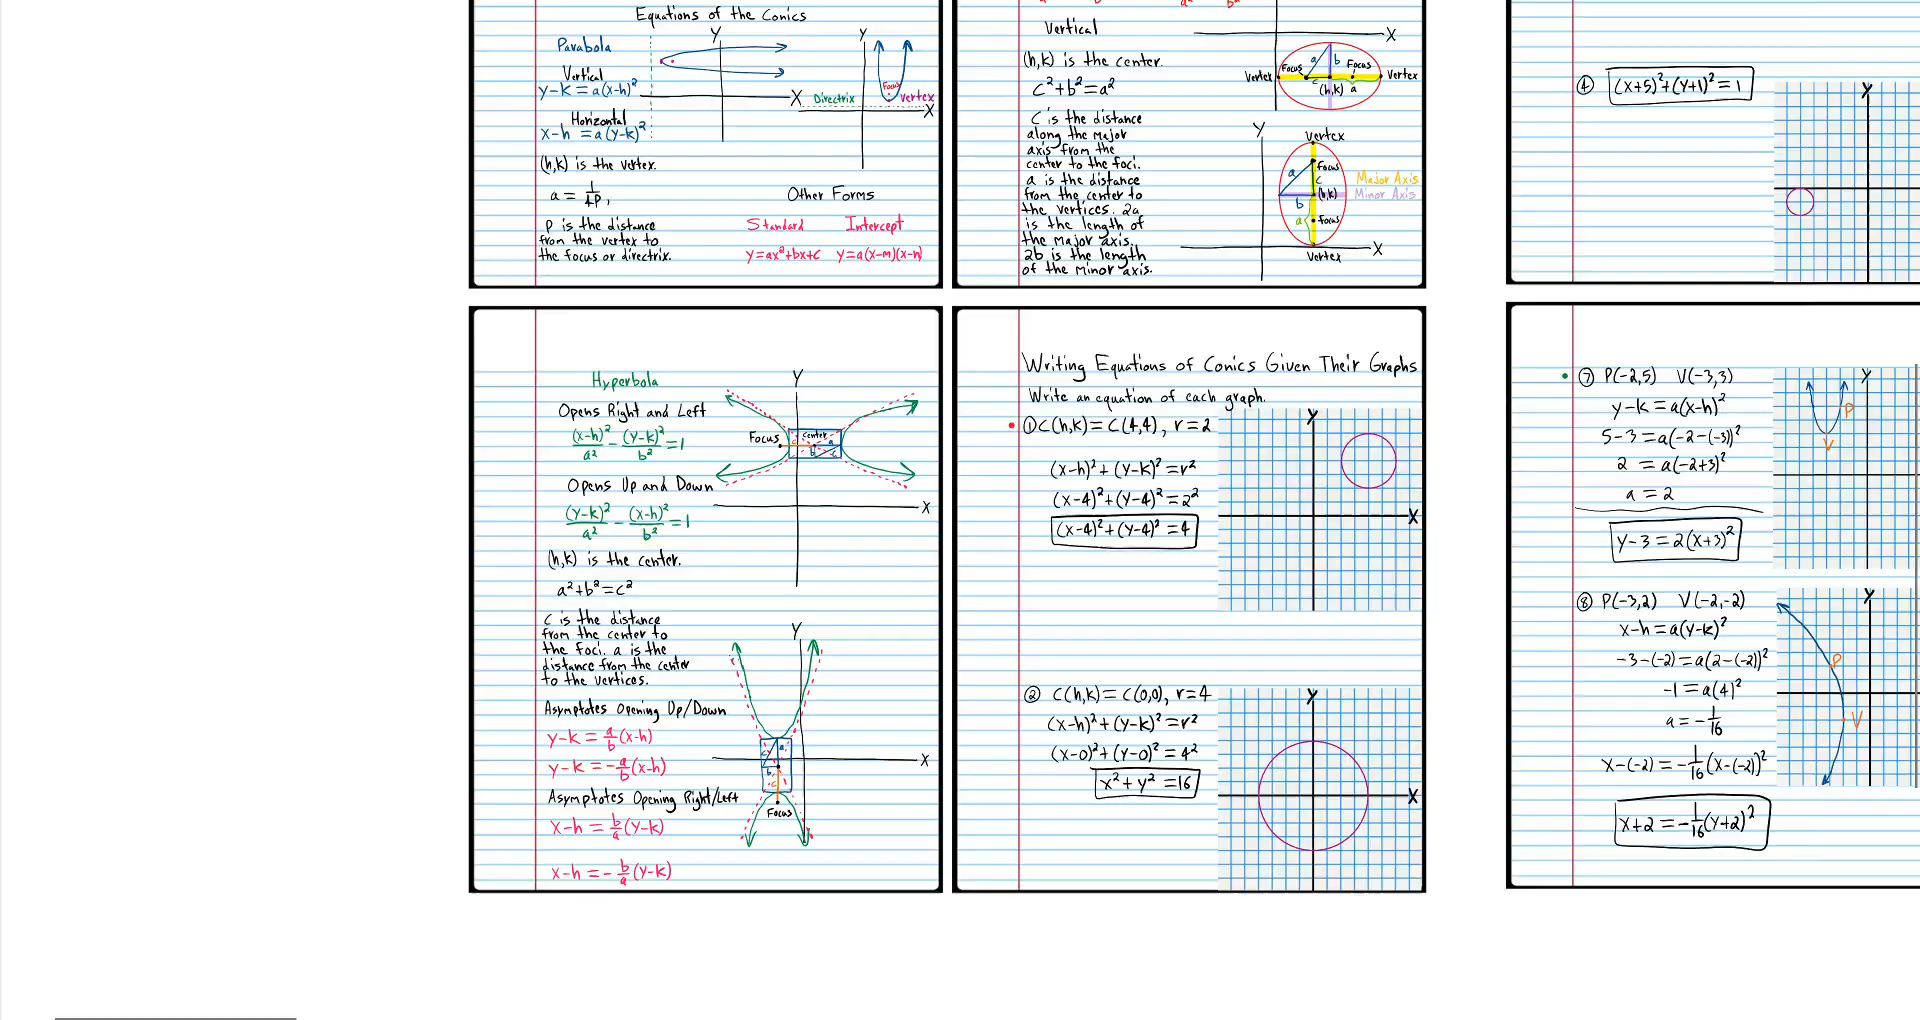 Equations of the Conics
Parabola
Vertical
y-k = a(x-h)²
Horizontal
x-h = a(y-k)²
(h,k) is the vertex.
a = 1/4p,
p is the distance
from the vertex to
the focus or directrix.
Y
X
Y
Focus
Directrix
Vertex
X
Other Forms
Standard Intercept
y=ax²+bx+c y=a(x-m)(x-n)
Vertical
(h,k) is the center.
c²+b²=a²
C is the distance
along the major
axis from the
center to the foci.
a is the distance
from the center to
the vertices. 2a
is the length of
the major axis.
2b is the length
of the minor axis.
X
a b
Focus Focus
Vertex c Vertex
(h,k) a
Y
Vertex
Focus
a c
Major Axis
(h,k) Minor Axis
b
a Focus
X
Vertex
④ (x+5)²+(y+1)²=1
Y
Hyperbola
Opens Right and Left
(x-h)²/a² - (y-k)²/b² = 1
Opens Up and Down
(y-k)²/a² - (x-h)²/b² = 1
(h,k) is the center.
a²+b²=c²
C is the distance
from the center to
the foci. a is the
distance from the center
to the vertices.
Asymptotes Opening Up/Down
y-k = a/b(x-h)
y-k = -a/b(x-h)
Asymptotes Opening Right/Left
x-h = b/a(y-k)
x-h = -b/a(y-k)
Y
Focus
Center
a
b c
X
Y
c a
b
c
X
Focus
Writing Equations of Conics Given Their Graphs
Write an equation of each graph.
① C(h,k) = C(4,4), r=2
(x-h)²+(y-k)²=r²
(x-4)²+(y-4)²=2²
(x-4)²+(y-4)²=4
Y
X
② C(h,k) = C(0,0), r=4
(x-h)²+(y-k)²=r²
(x-0)²+(y-0)²=4²
x²+y²=16
Y
X
⑦ P(-2,5) V(-3,3)
y-k = a(x-h)²
5-3 = a(-2-(-3))²
2 = a(-2+3)²
a = 2
y-3 = 2(x+3)²
Y
P
V
⑧ P(-3,2) V(-2,-2)
x-h = a(y-k)²
-3-(-2) = a(2-(-2))²
-1 = a(4)²
a = -1/16
x-(-2) = -1/16(x-(-2))²
x+2 = -1/16(y+2)²
Y
P
V